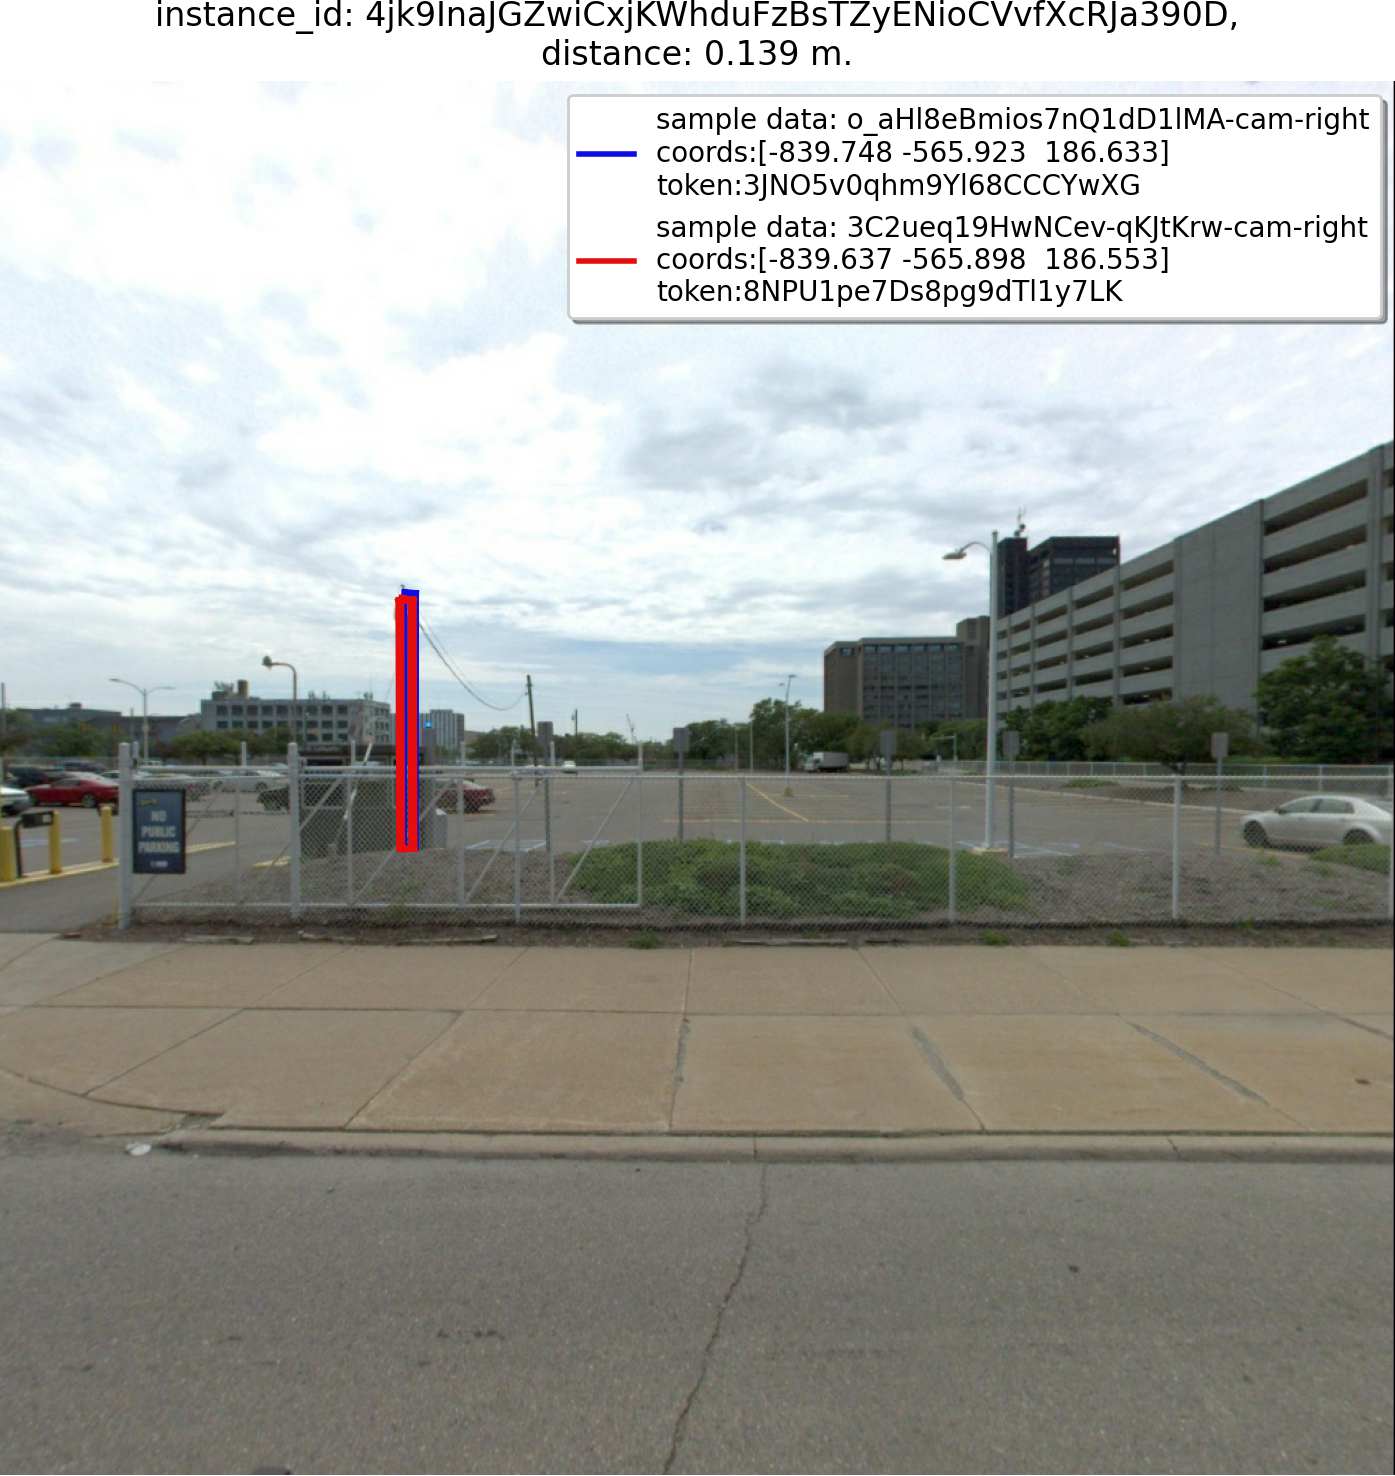 instance_id: 4jk9InaJGZwiCxjKWhduFzBsTZyENioCVvfXcRJa390D,
distance: 0.139 m.
sample data: o_aHl8eBmios7nQ1dD1lMA-cam-right
coords:[-839.748 -565.923  186.633]
token:3JNO5v0qhm9Yl68CCCYwXG
sample data: 3C2ueq19HwNCev-qKJtKrw-cam-right
coords:[-839.637 -565.898  186.553]
token:8NPU1pe7Ds8pg9dTl1y7LK
NO
PUBLIC
PARKING